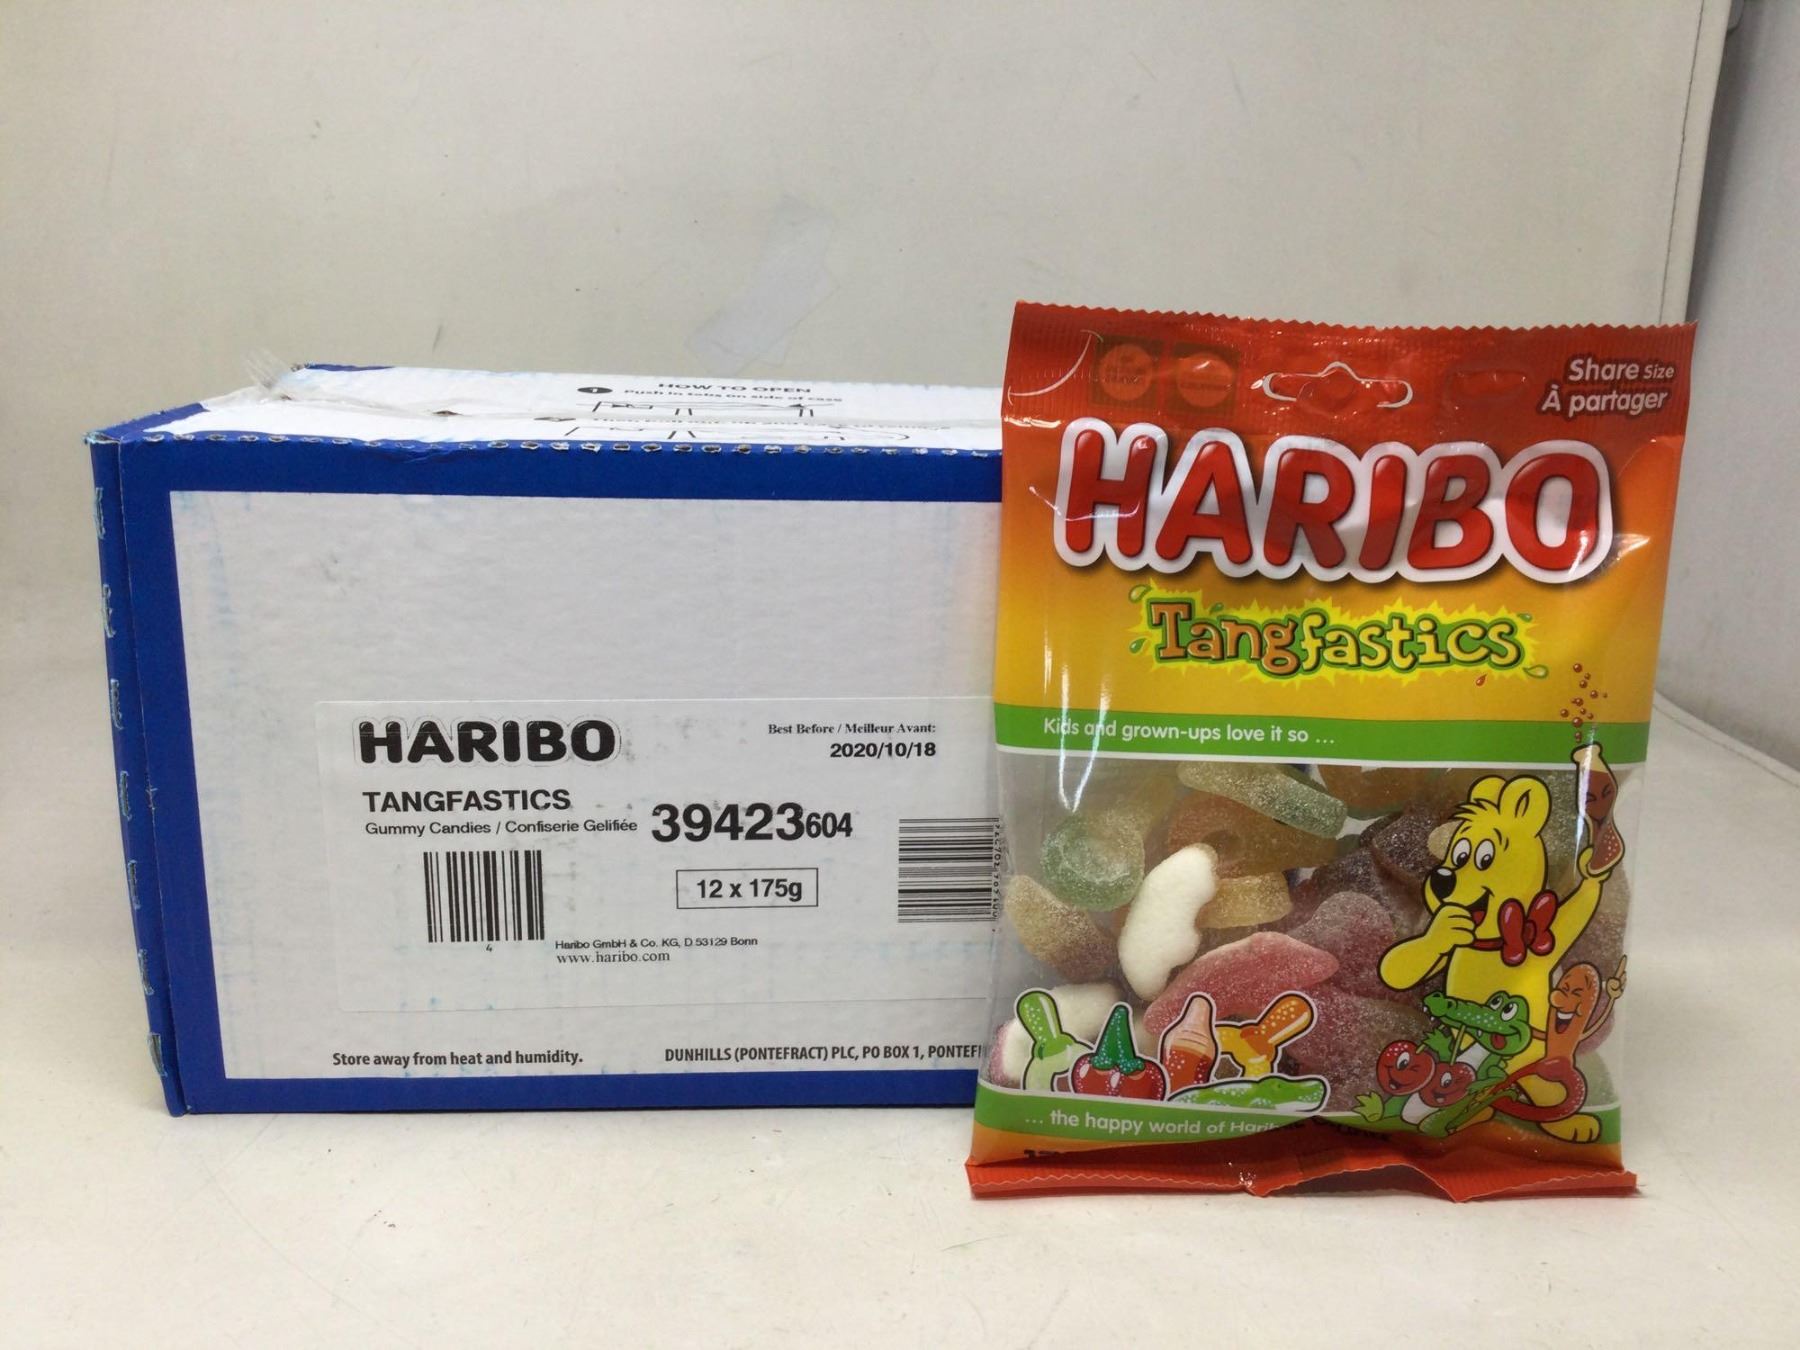 HOW TO OPEN
1 Push in tabs on side of case
HARIBO
Best Before / Meilleur Avant:
2020/10/18
TANGFASTICS
Gummy Candies / Confiserie Gelifiée
39423604
12 x 175g
4
Haribo GmbH & Co. KG, D 53129 Bonn
www.haribo.com
Store away from heat and humidity.
DUNHILLS (PONTEFRACT) PLC, PO BOX 1,
Share Size
À partager
HARIBO
Tangfastics
Kids and grown-ups love it so ...
... the happy world of